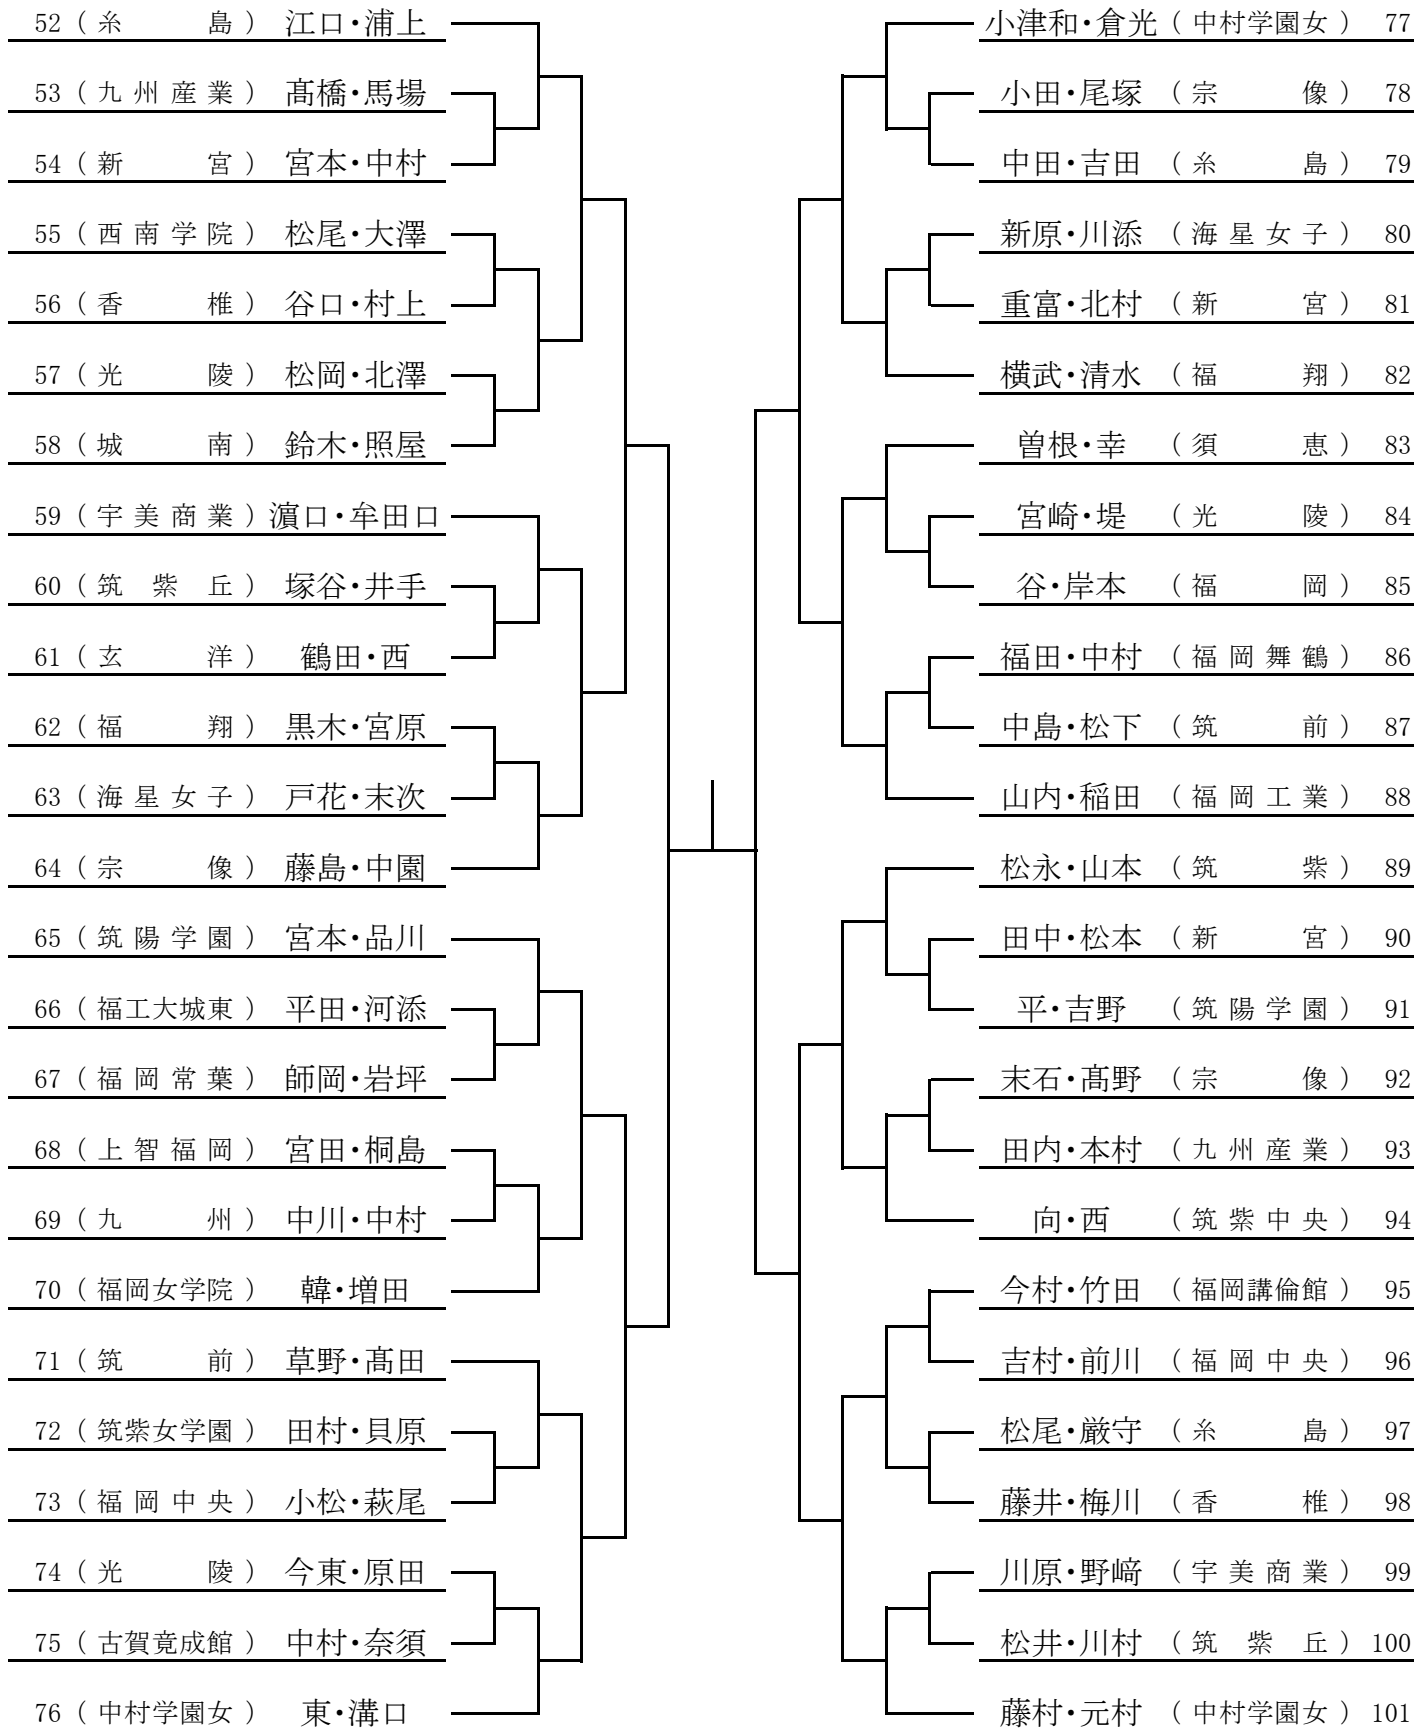 52 ( 糸 島 ) 江口・浦上
53 ( 九州産業 ) 髙橋・馬場
54 ( 新 宮 ) 宮本・中村
55 ( 西南学院 ) 松尾・大澤
56 ( 香 椎 ) 谷口・村上
57 ( 光 陵 ) 松岡・北澤
58 ( 城 南 ) 鈴木・照屋
59 ( 宇美商業 ) 濵口・牟田口
60 ( 筑 紫 丘 ) 塚谷・井手
61 ( 玄 洋 ) 鶴田・西
62 ( 福 翔 ) 黒木・宮原
63 ( 海星女子 ) 戸花・末次
64 ( 宗 像 ) 藤島・中園
65 ( 筑陽学園 ) 宮本・品川
66 ( 福工大城東 ) 平田・河添
67 ( 福岡常葉 ) 師岡・岩坪
68 ( 上智福岡 ) 宮田・桐島
69 ( 九 州 ) 中川・中村
70 ( 福岡女学院 ) 韓・増田
71 ( 筑 前 ) 草野・髙田
72 ( 筑紫女学園 ) 田村・貝原
73 ( 福岡中央 ) 小松・萩尾
74 ( 光 陵 ) 今東・原田
75 ( 古賀竟成館 ) 中村・奈須
76 ( 中村学園女 ) 東・溝口
小津和・倉光 ( 中村学園女 ) 77
小田・尾塚 ( 宗 像 ) 78
中田・吉田 ( 糸 島 ) 79
新原・川添 ( 海星女子 ) 80
重富・北村 ( 新 宮 ) 81
横武・清水 ( 福 翔 ) 82
曽根・幸 ( 須 恵 ) 83
宮崎・堤 ( 光 陵 ) 84
谷・岸本 ( 福 岡 ) 85
福田・中村 ( 福岡舞鶴 ) 86
中島・松下 ( 筑 前 ) 87
山内・稲田 ( 福岡工業 ) 88
松永・山本 ( 筑 紫 ) 89
田中・松本 ( 新 宮 ) 90
平・吉野 ( 筑陽学園 ) 91
末石・髙野 ( 宗 像 ) 92
田内・本村 ( 九州産業 ) 93
向・西 ( 筑紫中央 ) 94
今村・竹田 ( 福岡講倫館 ) 95
吉村・前川 ( 福岡中央 ) 96
松尾・厳守 ( 糸 島 ) 97
藤井・梅川 ( 香 椎 ) 98
川原・野﨑 ( 宇美商業 ) 99
松井・川村 ( 筑 紫 丘 ) 100
藤村・元村 ( 中村学園女 ) 101